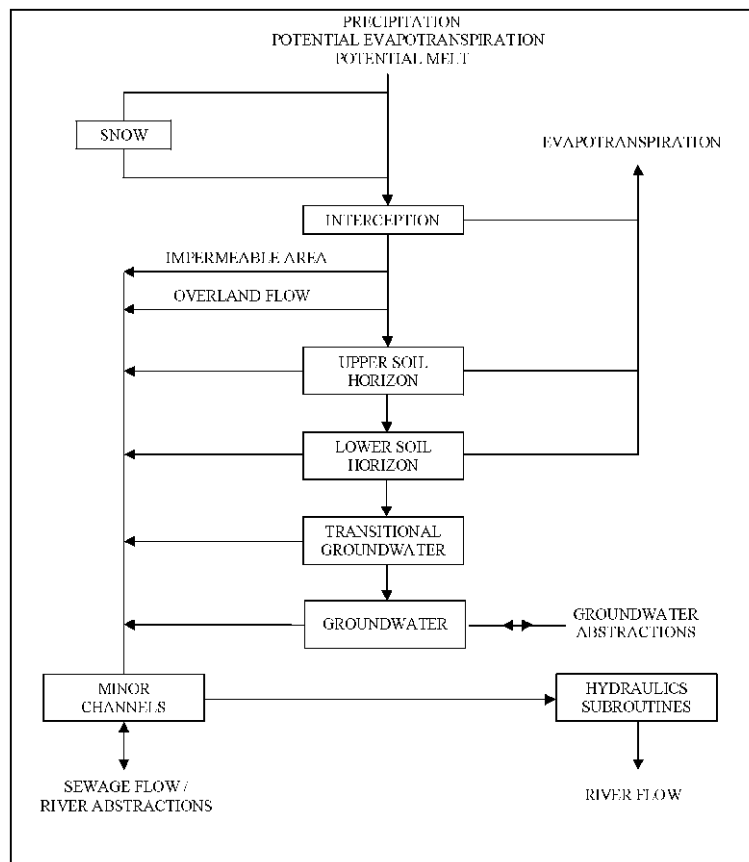 PRECIPITATION
POTENTIAL EVAPOTRANSPIRATION
POTENTIAL MELT
SNOW
EVAPOTRANSPIRATION
INTERCEPTION
IMPERMEABLE AREA
OVERLAND FLOW
UPPER SOIL
HORIZON
LOWER SOIL
HORIZON
TRANSITIONAL
GROUNDWATER
GROUNDWATER
GROUNDWATER
ABSTRACTIONS
MINOR
CHANNELS
HYDRAULICS
SUBROUTINES
SEWAGE FLOW /
RIVER ABSTRACTIONS
RIVER FLOW